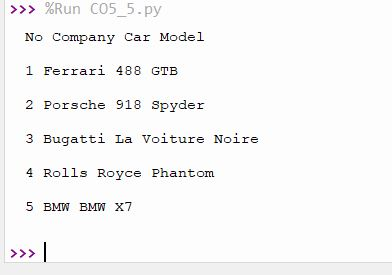 >>> %Run CO5_5.py
No Company Car Model
1 Ferrari 488 GTB
2 Porsche 918 Spyder
3 Bugatti La Voiture Noire
4 Rolls Royce Phantom
5 BMW BMW X7
>>>